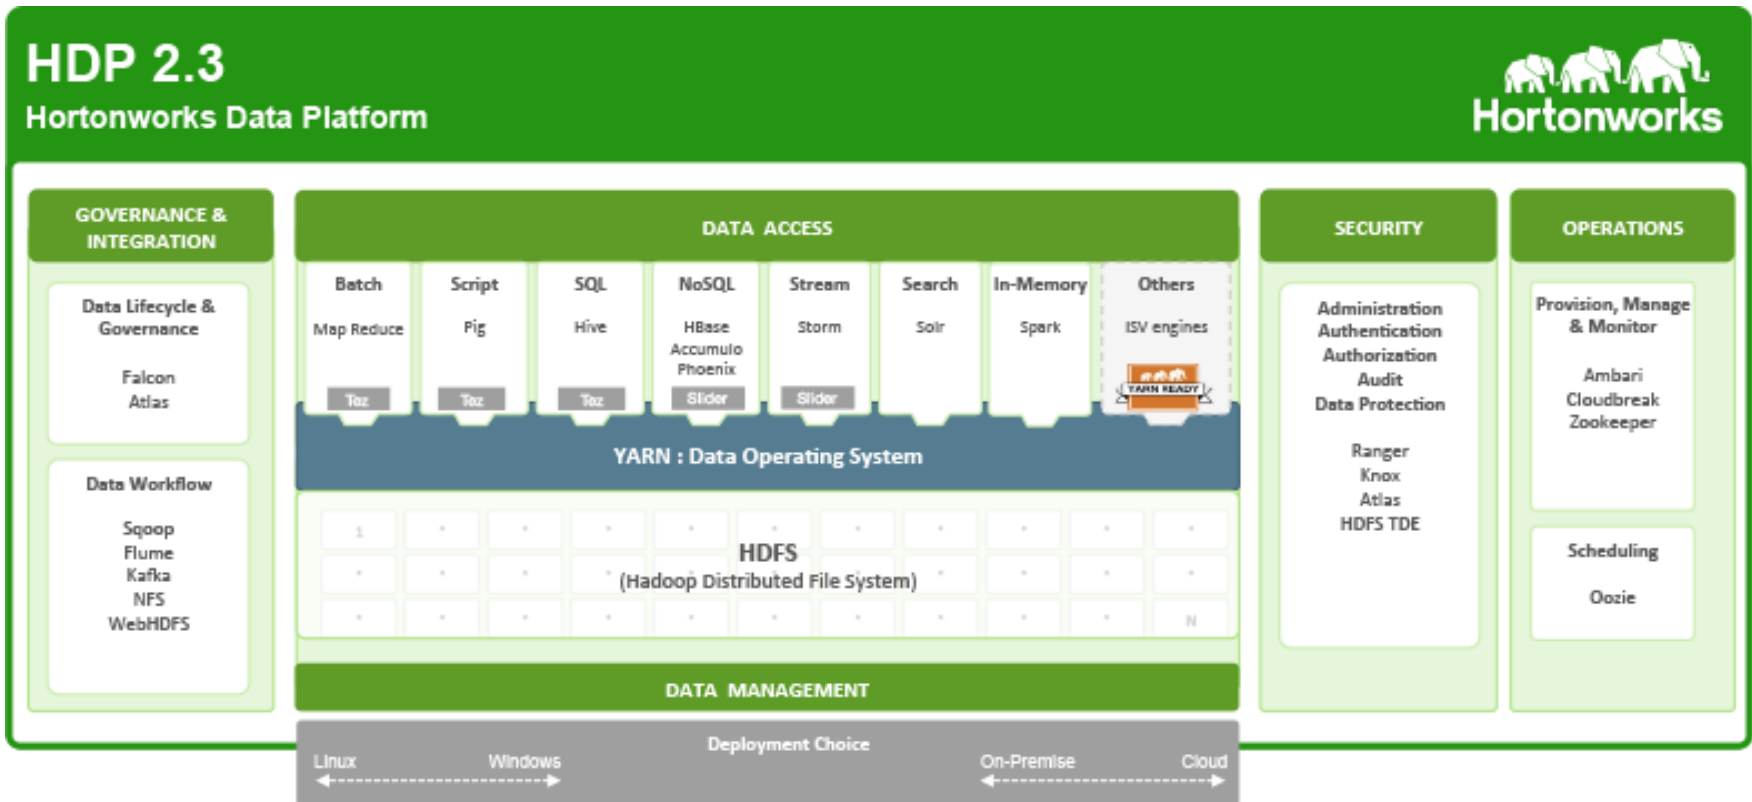 HDP 2.3
Hortonworks Data Platform
Hortonworks
GOVERNANCE &
INTEGRATION
Data Lifecycle &
Governance
Falcon
Atlas
Data Workflow
Sqoop
Flume
Kafka
NFS
WebHDFS
DATA ACCESS
Batch
Map Reduce
Tez
Script
Pig
Tez
SQL
Hive
Tez
NoSQL
HBase
Accumulo
Phoenix
Slider
Stream
Storm
Slider
Search
Solr
In-Memory
Spark
Others
ISV engines
YARN READY
YARN : Data Operating System
1
HDFS
(Hadoop Distributed File System)
N
DATA MANAGEMENT
Deployment Choice
Linux
Windows
On-Premise
Cloud
SECURITY
Administration
Authentication
Authorization
Audit
Data Protection
Ranger
Knox
Atlas
HDFS TDE
OPERATIONS
Provision, Manage
& Monitor
Ambari
Cloudbreak
Zookeeper
Scheduling
Oozie